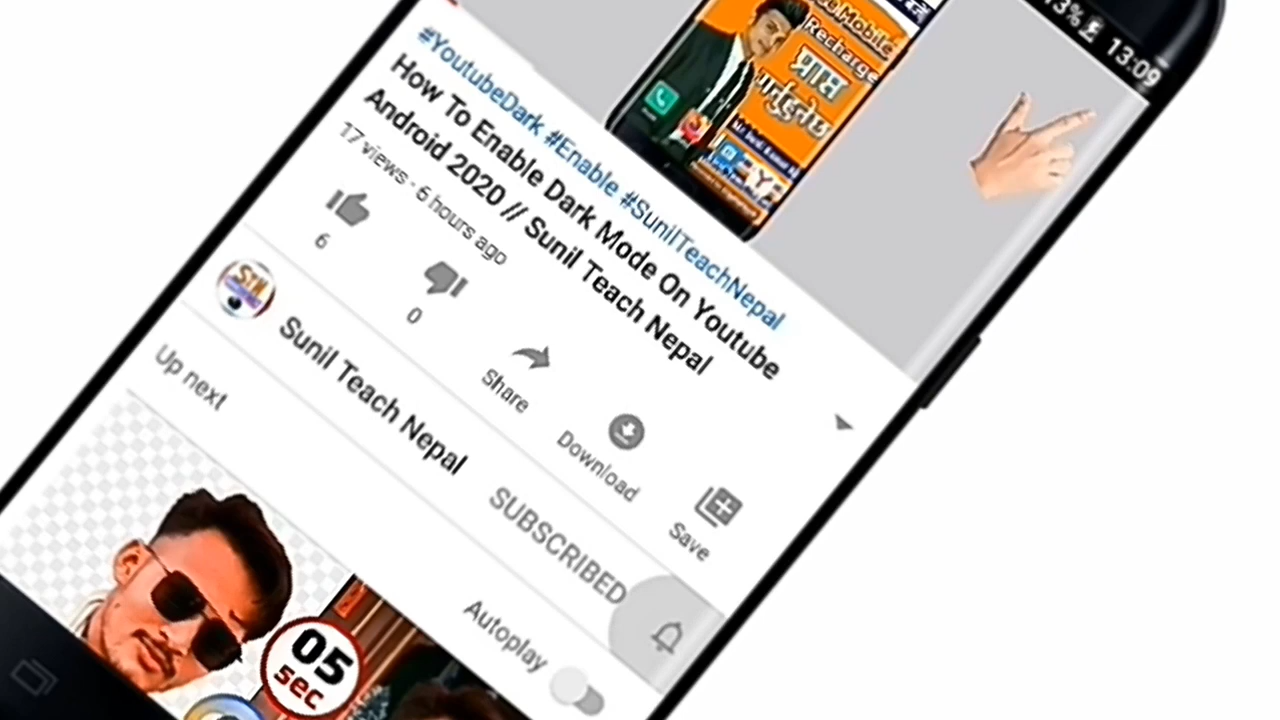 13:09
Mobile
Recharge
प्राप्त
गर्नुहोस
#YoutubeDark #Enable #SunilTeachNepal
How To Enable Dark Mode On Youtube
Android 2020 // Sunil Teach Nepal
17 views · 6 hours ago
6
0
Share
Download
Save
Sunil Teach Nepal
SUBSCRIBED
Up next
Autoplay
05
sec